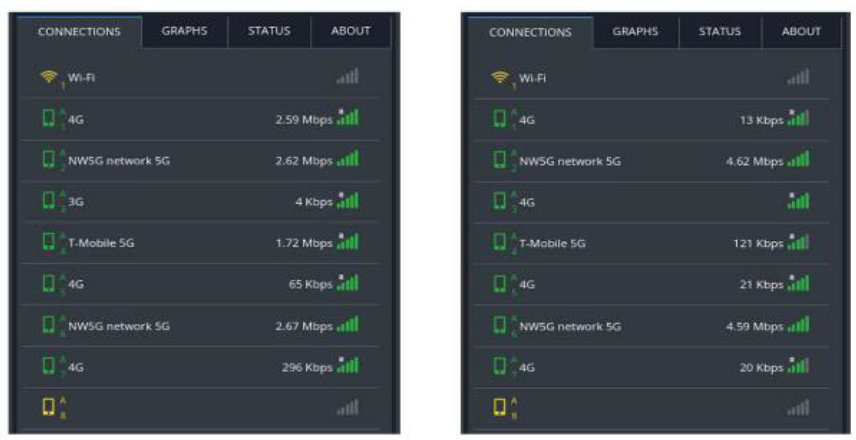 CONNECTIONS GRAPHS STATUS ABOUT
1 Wi-Fi
A 1 4G 2.59 Mbps R
A 2 NW5G network 5G 2.62 Mbps
A 3 3G 4 Kbps R
A 4 T-Mobile 5G 1.72 Mbps R
A 5 4G 65 Kbps R
A 6 NW5G network 5G 2.67 Mbps
A 7 4G 296 Kbps R
A 8
CONNECTIONS GRAPHS STATUS ABOUT
1 Wi-Fi
A 1 4G 13 Kbps R
A 2 NW5G network 5G 4.62 Mbps
A 3 4G R
A 4 T-Mobile 5G 121 Kbps R
A 5 4G 21 Kbps R
A 6 NW5G network 5G 4.59 Mbps
A 7 4G 20 Kbps R
A 8